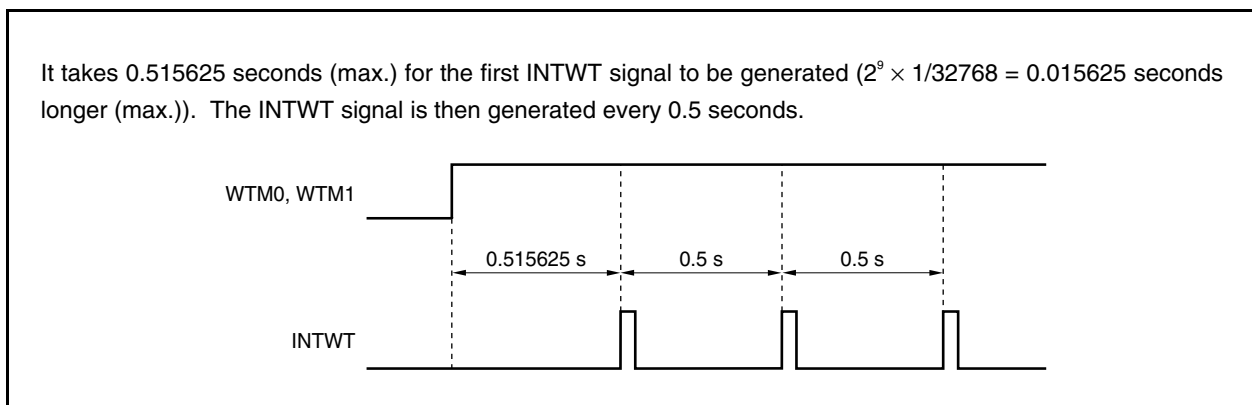 It takes 0.515625 seconds (max.) for the first INTWT signal to be generated (2⁹ × 1/32768 = 0.015625 seconds
longer (max.)). The INTWT signal is then generated every 0.5 seconds.
WTM0, WTM1
0.515625 s
0.5 s
0.5 s
INTWT